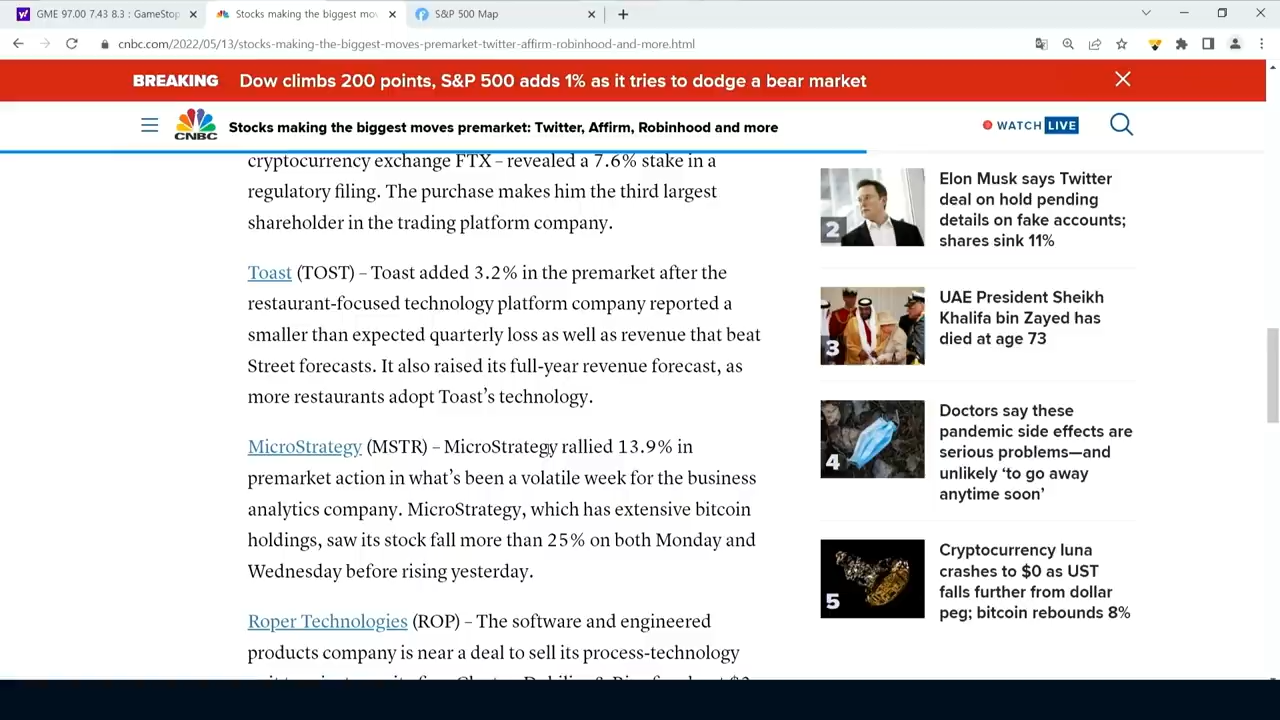 GME 97.00 7.43 8.3 : GameStop
Stocks making the biggest mov
S&P 500 Map
cnbc.com/2022/05/13/stocks-making-the-biggest-moves-premarket-twitter-affirm-robinhood-and-more.html
BREAKING Dow climbs 200 points, S&P 500 adds 1% as it tries to dodge a bear market
CNBC
Stocks making the biggest moves premarket: Twitter, Affirm, Robinhood and more
WATCH LIVE
cryptocurrency exchange FTX – revealed a 7.6% stake in a
regulatory filing. The purchase makes him the third largest
shareholder in the trading platform company.
Toast (TOST) – Toast added 3.2% in the premarket after the
restaurant-focused technology platform company reported a
smaller than expected quarterly loss as well as revenue that beat
Street forecasts. It also raised its full-year revenue forecast, as
more restaurants adopt Toast’s technology.
MicroStrategy (MSTR) – MicroStrategy rallied 13.9% in
premarket action in what’s been a volatile week for the business
analytics company. MicroStrategy, which has extensive bitcoin
holdings, saw its stock fall more than 25% on both Monday and
Wednesday before rising yesterday.
Roper Technologies (ROP) – The software and engineered
products company is near a deal to sell its process-technology
2
Elon Musk says Twitter
deal on hold pending
details on fake accounts;
shares sink 11%
3
UAE President Sheikh
Khalifa bin Zayed has
died at age 73
4
Doctors say these
pandemic side effects are
serious problems—and
unlikely ‘to go away
anytime soon’
5
Cryptocurrency luna
crashes to $0 as UST
falls further from dollar
peg; bitcoin rebounds 8%